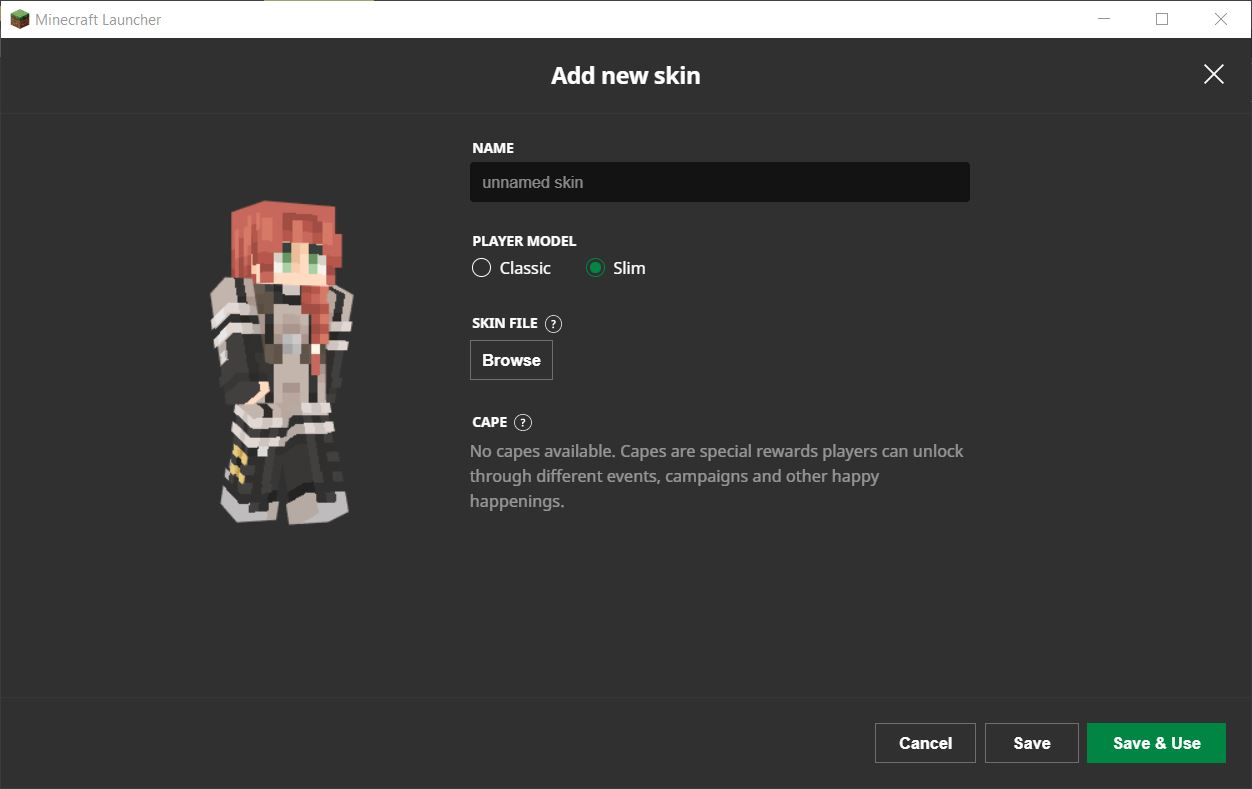 Minecraft Launcher
Add new skin
NAME
unnamed skin
PLAYER MODEL
Classic Slim
SKIN FILE ?
Browse
CAPE ?
No capes available. Capes are special rewards players can unlock
through different events, campaigns and other happy
happenings.
Cancel Save Save & Use